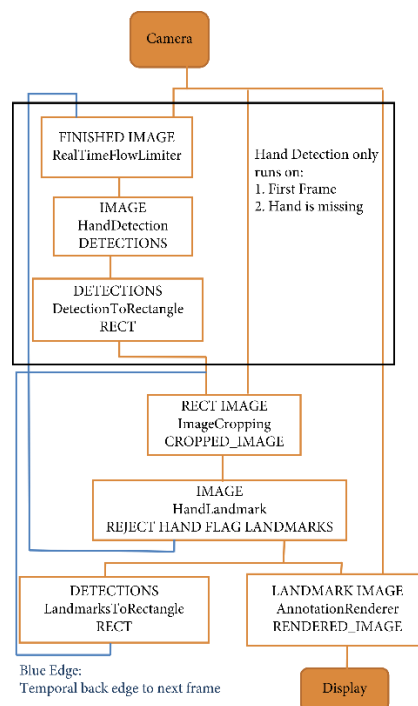 Camera
FINISHED IMAGE
RealTimeFlowLimiter
Hand Detection only
runs on:
1. First Frame
2. Hand is missing
IMAGE
HandDetection
DETECTIONS
DETECTIONS
DetectionToRectangle
RECT
RECT IMAGE
ImageCropping
CROPPED_IMAGE
IMAGE
HandLandmark
REJECT HAND FLAG LANDMARKS
DETECTIONS
LandmarksToRectangle
RECT
LANDMARK IMAGE
AnnotationRenderer
RENDERED_IMAGE
Blue Edge:
Temporal back edge to next frame
Display